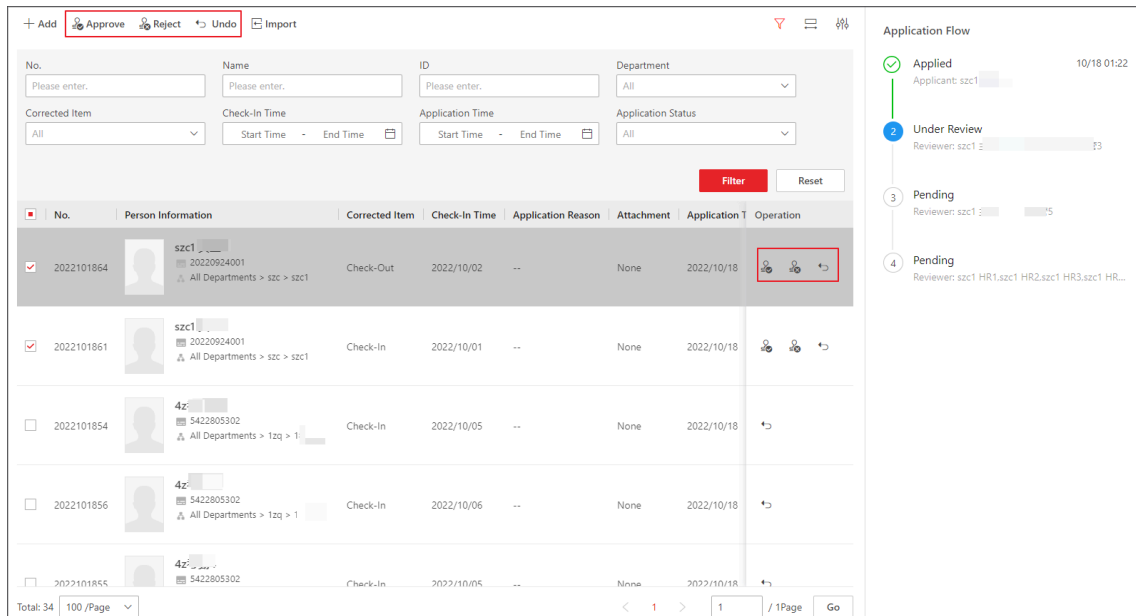 Add Approve Reject Undo Import
No. Name ID Department
Please enter. Please enter. Please enter. All
Corrected Item Check-In Time Application Time Application Status
All Start Time - End Time Start Time - End Time All
Filter Reset
No. Person Information Corrected Item Check-In Time Application Reason Attachment Application T Operation
szc1
2022101864 20220924001 Check-Out 2022/10/02 -- None 2022/10/18
All Departments > szc > szc1
szc1
2022101861 20220924001 Check-In 2022/10/01 -- None 2022/10/18
All Departments > szc > szc1
2022101854 5422805302 Check-In 2022/10/05 -- None 2022/10/18
All Departments > 1zq >
2022101856 5422805302 Check-In 2022/10/06 -- None 2022/10/18
All Departments > 1zq > 1
2022101855 5422805302 Check-In 2022/10/05 -- None 2022/10/18
Total: 34 100 /Page < 1 > 1 / 1Page Go
Application Flow
Applied 10/18 01:22
Applicant: szc1
2 Under Review
Reviewer: szc1
3 Pending
Reviewer: szc1
4 Pending
Reviewer: szc1 HR1.szc1 HR2.szc1 HR3.szc1 HR...